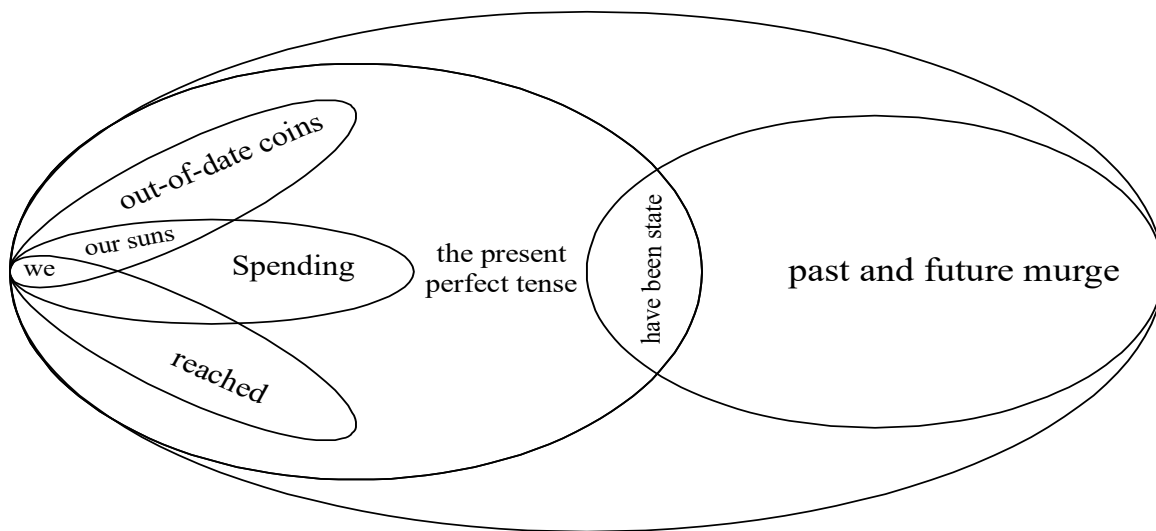 out-of-date coins
our suns
we
Spending
reached
the present
perfect tense
have been state
past and future murge